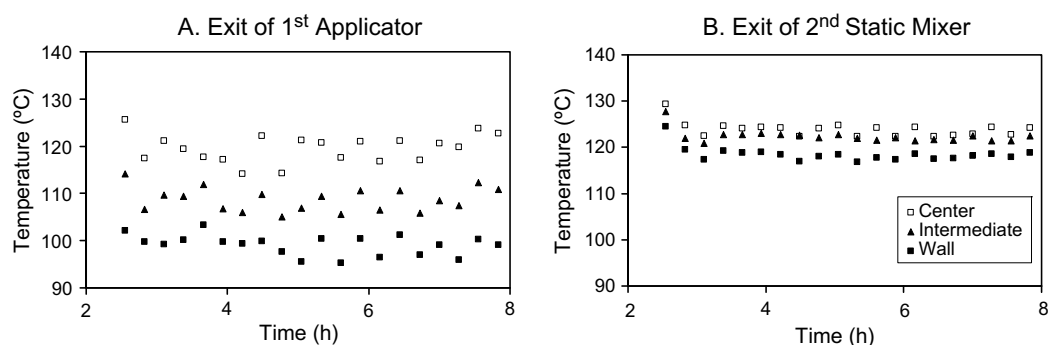 A. Exit of 1st Applicator
Temperature (ºC)
140
130
120
110
100
90
2
4
6
8
Time (h)
B. Exit of 2nd Static Mixer
Temperature (ºC)
140
130
120
110
100
90
Center
Intermediate
Wall
2
4
6
8
Time (h)